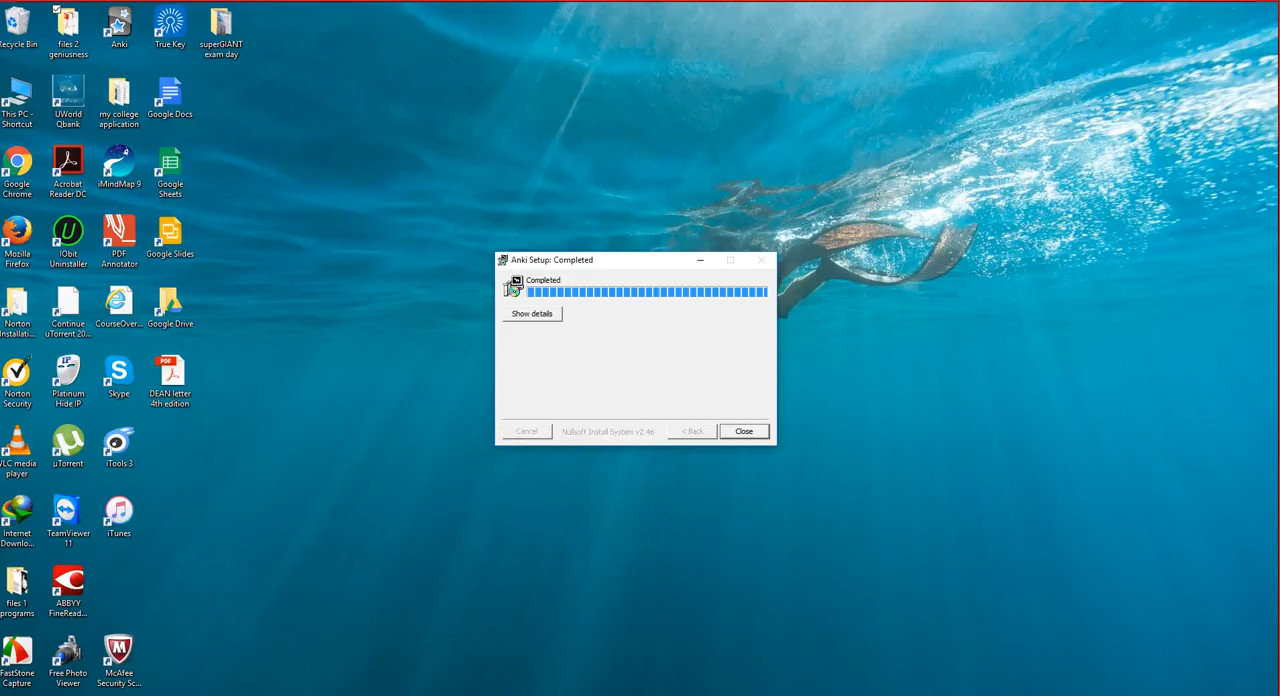 Recycle Bin
files 2
geniusness
Anki
True Key
superGIANT
exam day
This PC -
Shortcut
UWorld
Qbank
my college
application
Google Docs
Google
Chrome
Acrobat
Reader DC
iMindMap 9
Google
Sheets
Mozilla
Firefox
IObit
Uninstaller
PDF
Annotator
Google Slides
Norton
Installati...
Continue
uTorrent 20...
CourseOver...
Google Drive
Norton
Security
IP
Platinum
Hide IP
Skype
PDF
DEAN letter
4th edition
VLC media
player
µTorrent
iTools 3
Internet
Downlo...
TeamViewer
11
iTunes
files 1
programs
ABBYY
FineRead...
FastStone
Capture
Free Photo
Viewer
McAfee
Security Sc...
Anki Setup: Completed
Completed
Show details
Cancel
Nullsoft Install System v2.46
< Back
Close